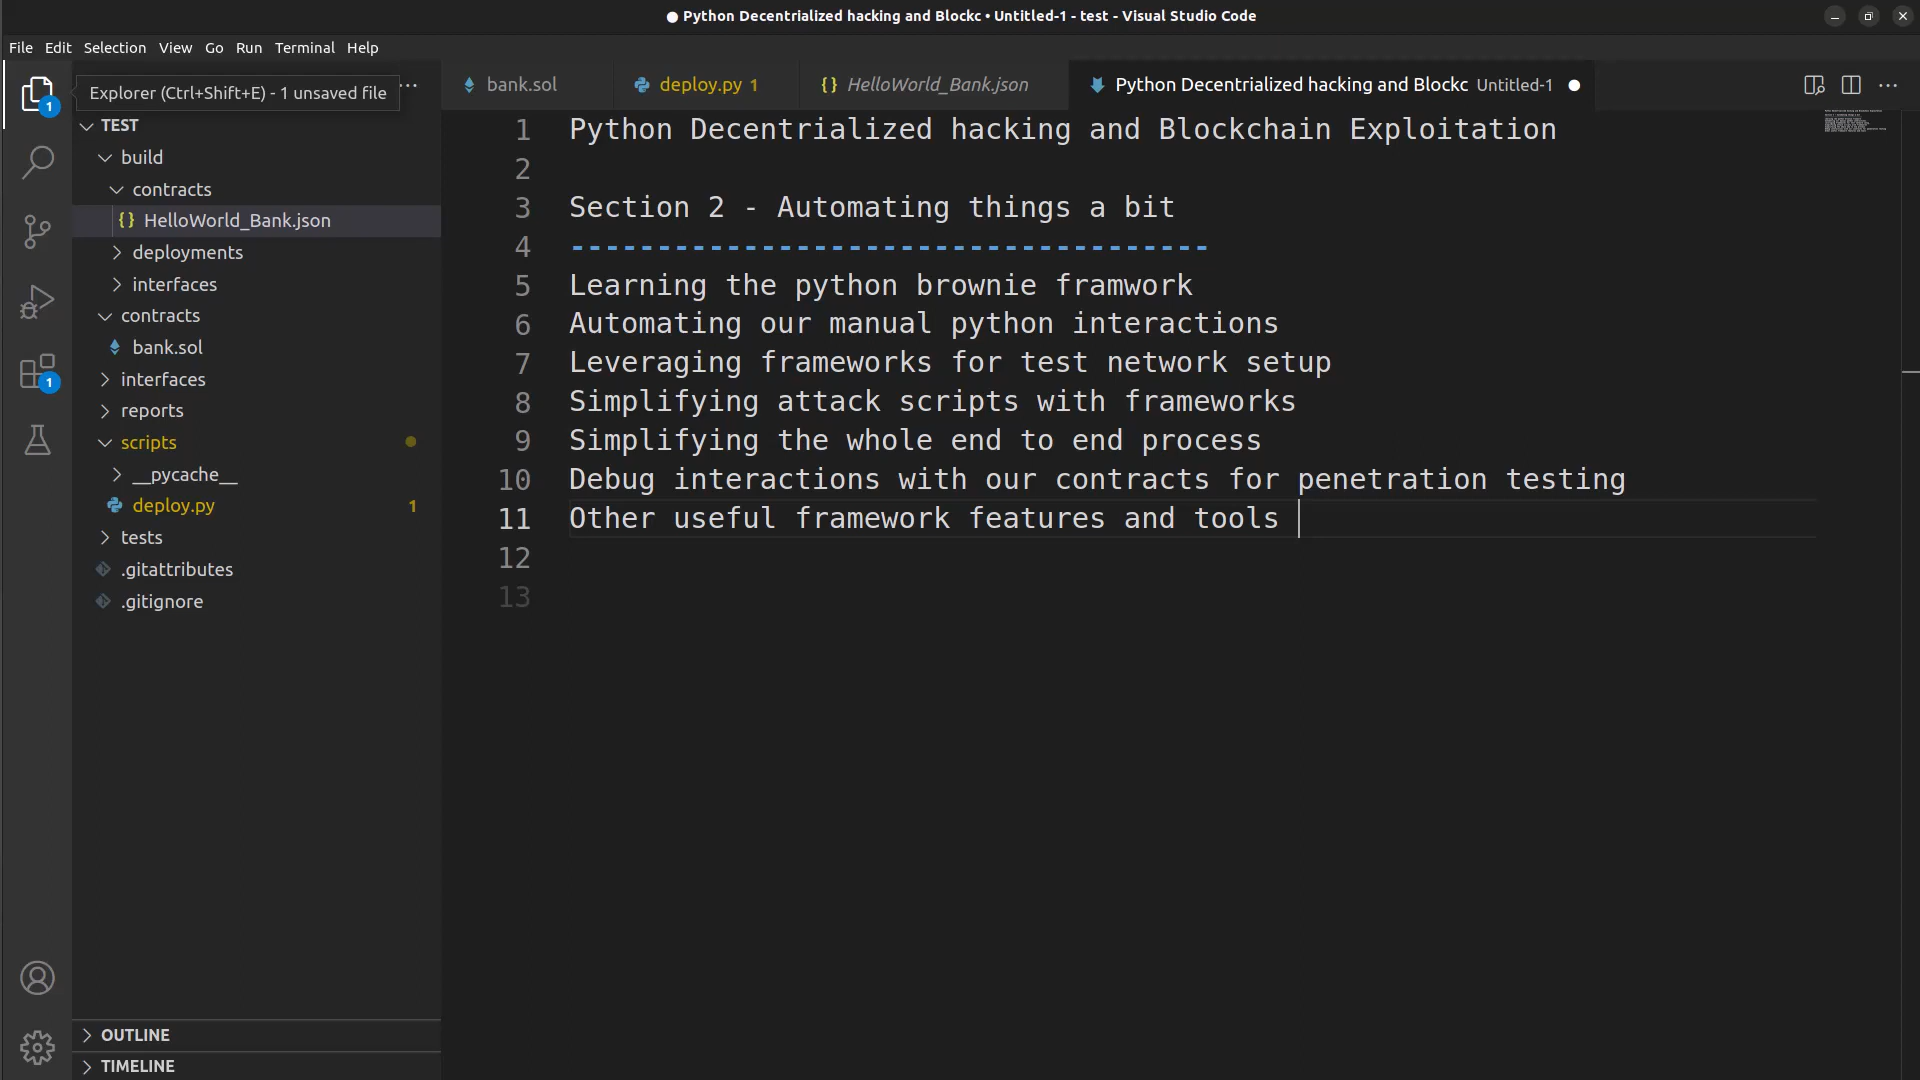 ● Python Decentrialized hacking and Blockc • Untitled-1 - test - Visual Studio Code
File Edit Selection View Go Run Terminal Help
Explorer (Ctrl+Shift+E) - 1 unsaved file
bank.sol
deploy.py 1
{} HelloWorld_Bank.json
Python Decentrialized hacking and Blockc Untitled-1 ●
1
1
TEST
build
contracts
{} HelloWorld_Bank.json
deployments
interfaces
contracts
bank.sol
interfaces
reports
scripts
__pycache__
deploy.py 1
tests
.gitattributes
.gitignore
OUTLINE
TIMELINE
1 Python Decentrialized hacking and Blockchain Exploitation
2
3 Section 2 - Automating things a bit
4 -------------------------------------
5 Learning the python brownie framwork
6 Automating our manual python interactions
7 Leveraging frameworks for test network setup
8 Simplifying attack scripts with frameworks
9 Simplifying the whole end to end process
10 Debug interactions with our contracts for penetration testing
11 Other useful framework features and tools
12
13